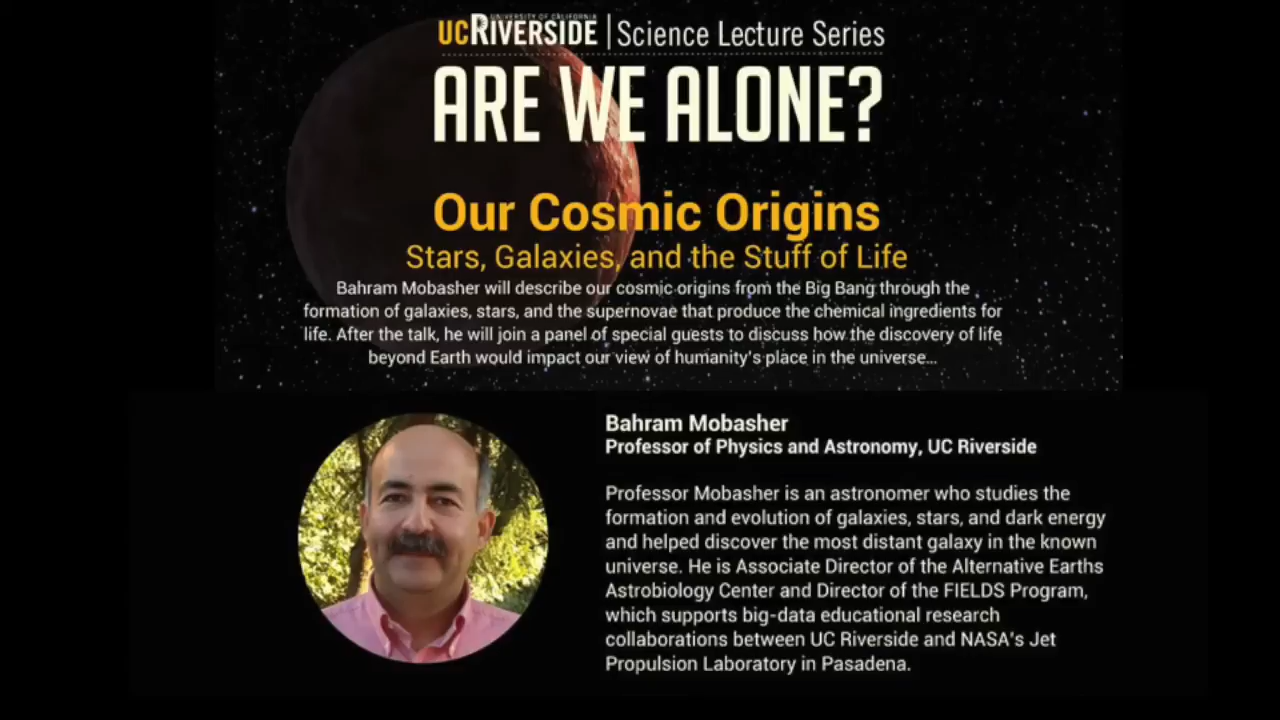 UNIVERSITY OF CALIFORNIA
UCRIVERSIDE | Science Lecture Series
ARE WE ALONE?
Our Cosmic Origins
Stars, Galaxies, and the Stuff of Life
Bahram Mobasher will describe our cosmic origins from the Big Bang through the
formation of galaxies, stars, and the supernovae that produce the chemical ingredients for
life. After the talk, he will join a panel of special guests to discuss how the discovery of life
beyond Earth would impact our view of humanity's place in the universe...
Bahram Mobasher
Professor of Physics and Astronomy, UC Riverside
Professor Mobasher is an astronomer who studies the
formation and evolution of galaxies, stars, and dark energy
and helped discover the most distant galaxy in the known
universe. He is Associate Director of the Alternative Earths
Astrobiology Center and Director of the FIELDS Program,
which supports big-data educational research
collaborations between UC Riverside and NASA's Jet
Propulsion Laboratory in Pasadena.